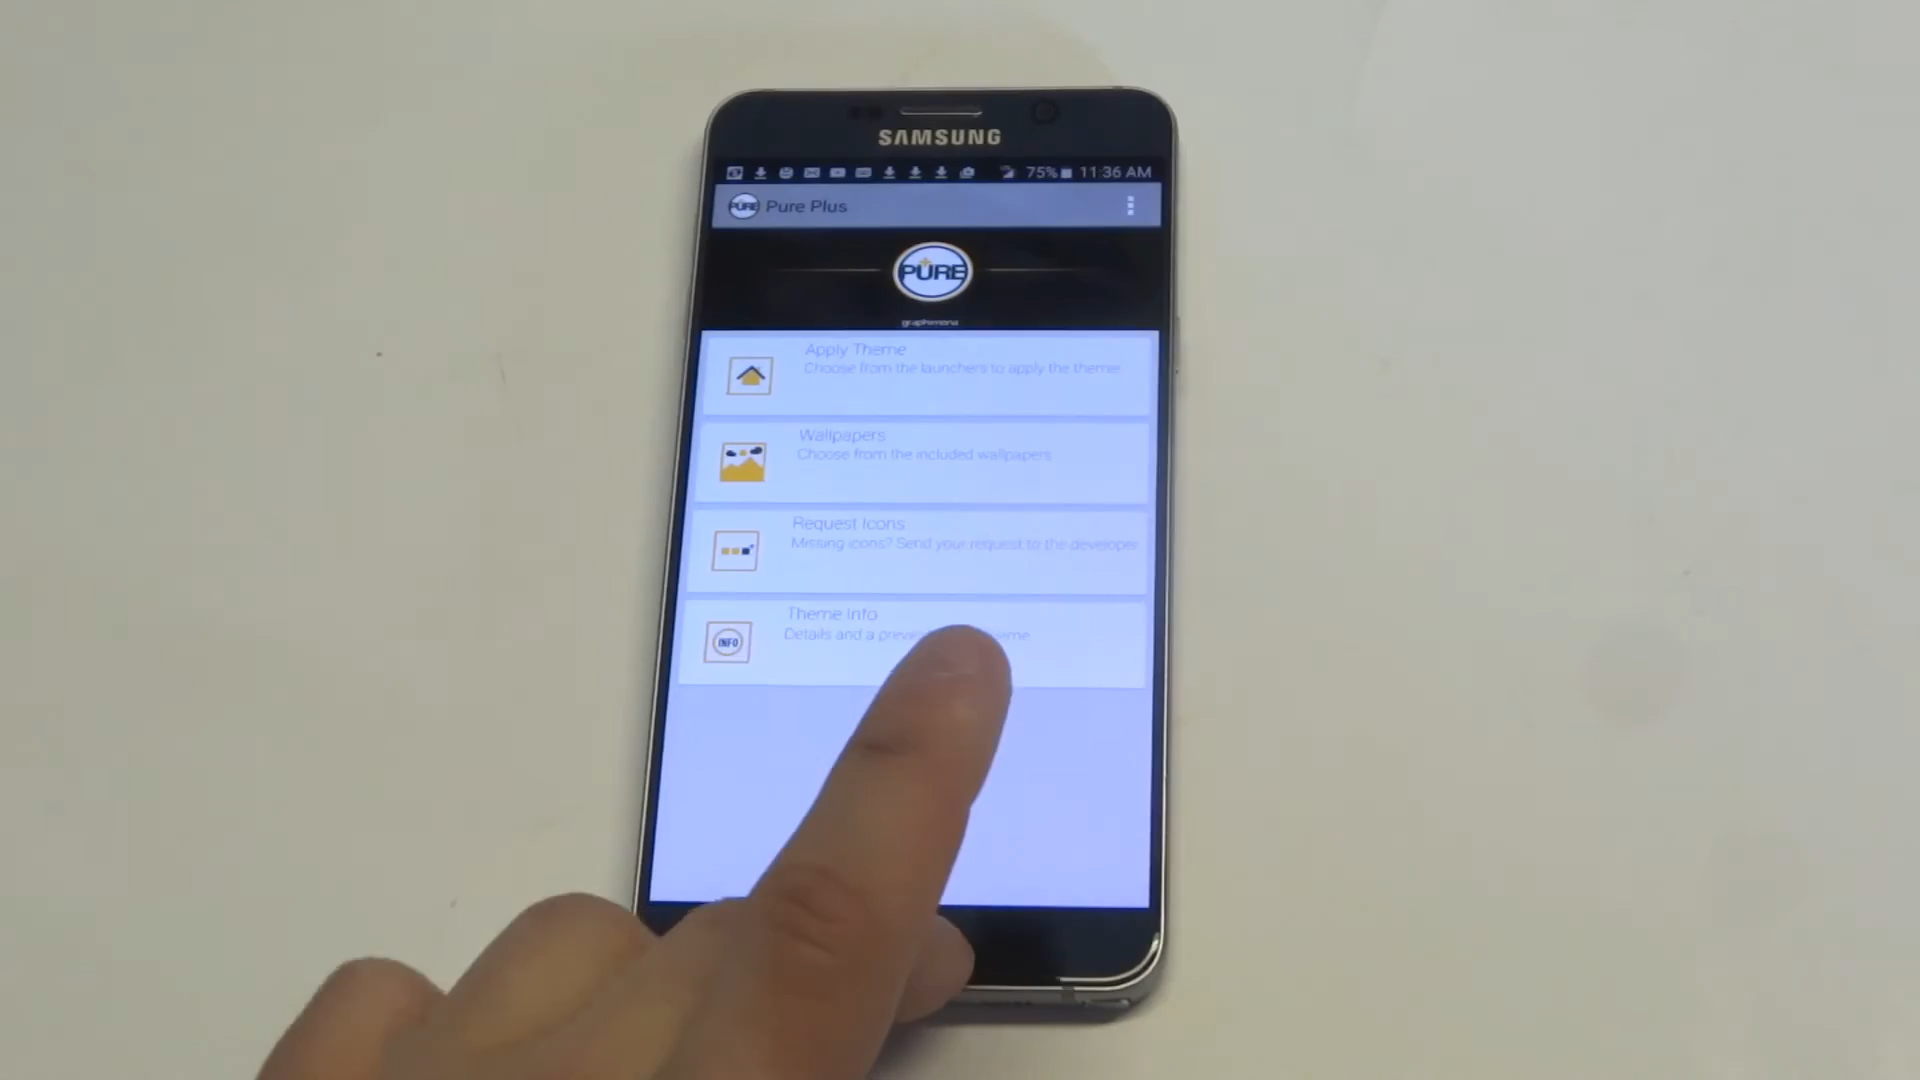 SAMSUNG
75% 11:36 AM
PURE Pure Plus
PURE
Apply Theme
Choose from the launchers to apply the theme
Wallpapers
Choose from the included wallpapers
Request Icons
Missing icons? Send your request to the developer
Theme Info
Details and a
INFO